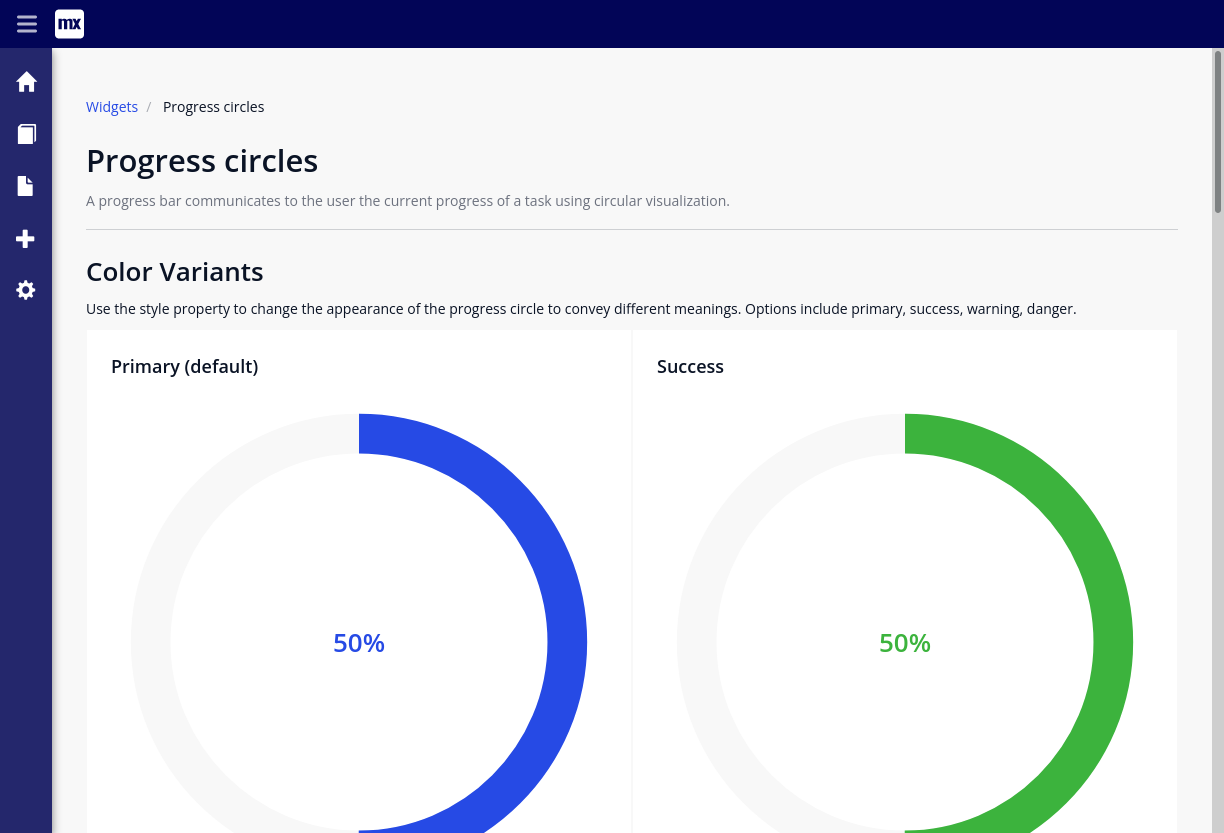 mx
Widgets / Progress circles
Progress circles
A progress bar communicates to the user the current progress of a task using circular visualization.
Color Variants
Use the style property to change the appearance of the progress circle to convey different meanings. Options include primary, success, warning, danger.
Primary (default)
Success
50%
50%